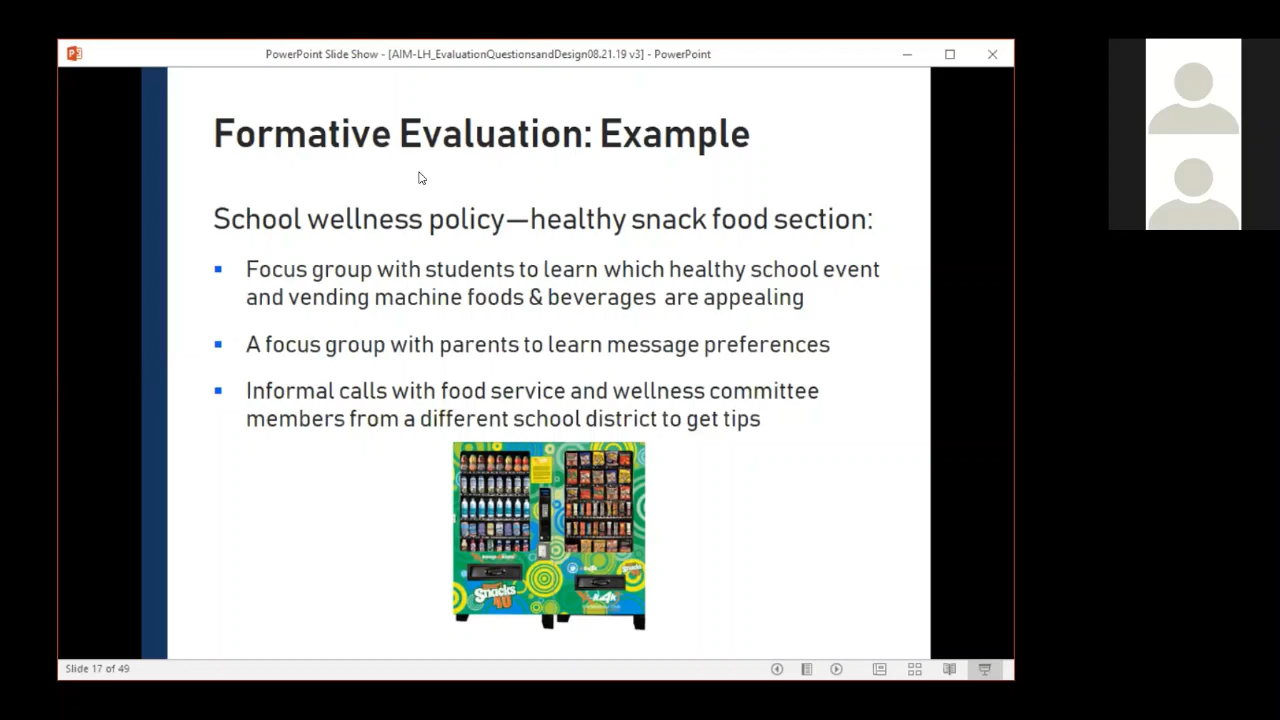 PowerPoint Slide Show - [AIM-LH_EvaluationQuestionsandDesign08.21.19 v3] - PowerPoint
Formative Evaluation: Example
School wellness policy—healthy snack food section:
Focus group with students to learn which healthy school event
and vending machine foods & beverages are appealing
A focus group with parents to learn message preferences
Informal calls with food service and wellness committee
members from a different school district to get tips
Snacks
Slide 17 of 49